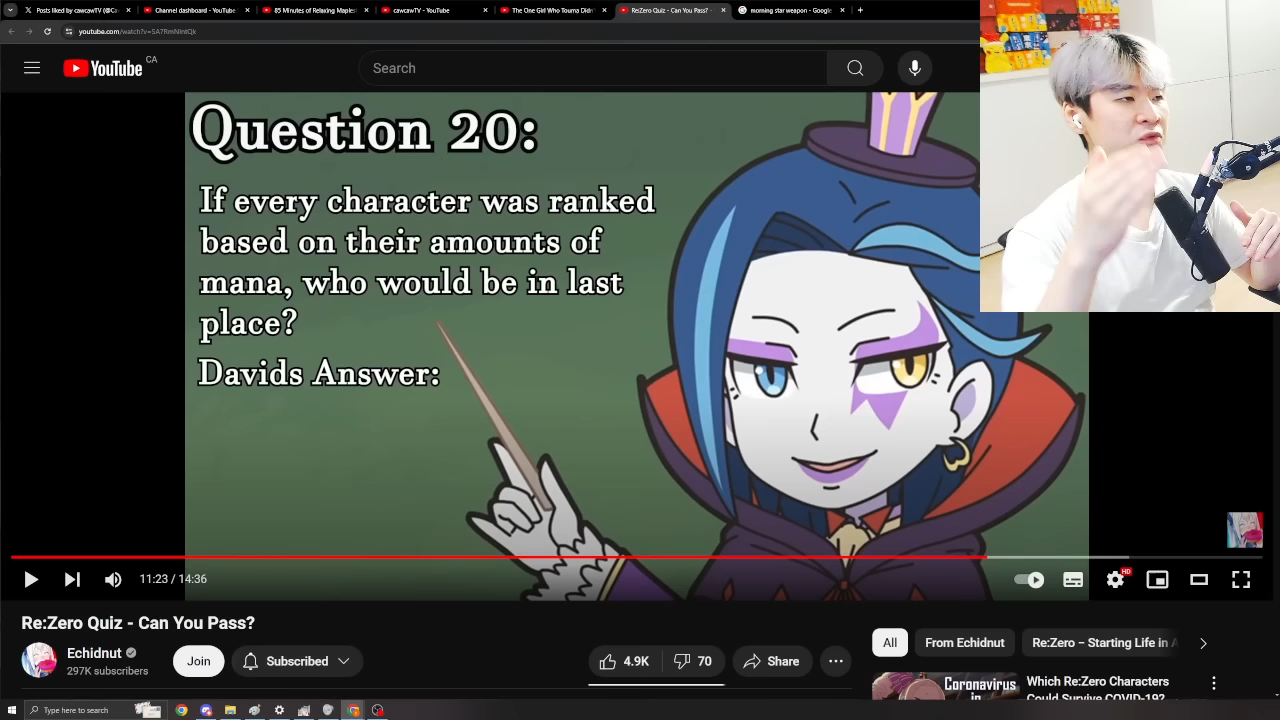 Posts liked by cawcawTV (@Ca
Channel dashboard - YouTube
85 Minutes of Relaxing Maples
cawcawTV - YouTube
The One Girl Who Touma Didn'
Re:Zero Quiz - Can You Pass? -
morning star weapon - Google
youtube.com/watch?v=SA7RmNIntQk
YouTube CA
Search
Question 20:
If every character was ranked
based on their amounts of
mana, who would be in last
place?
Davids Answer:
11:23 / 14:36
HD
Re:Zero Quiz - Can You Pass?
Echidnut
297K subscribers
Join
Subscribed
4.9K
70
Share
All
From Echidnut
Re:Zero − Starting Life in A
Coronavirus
in
Which Re:Zero Characters
Could Survive COVID-19?
Type here to search